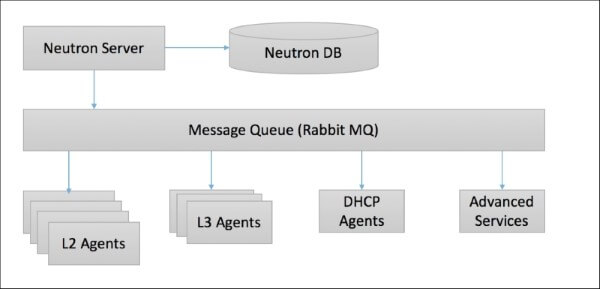 Neutron Server
Neutron DB
Message Queue (Rabbit MQ)
L2 Agents
L3 Agents
DHCP
Agents
Advanced
Services